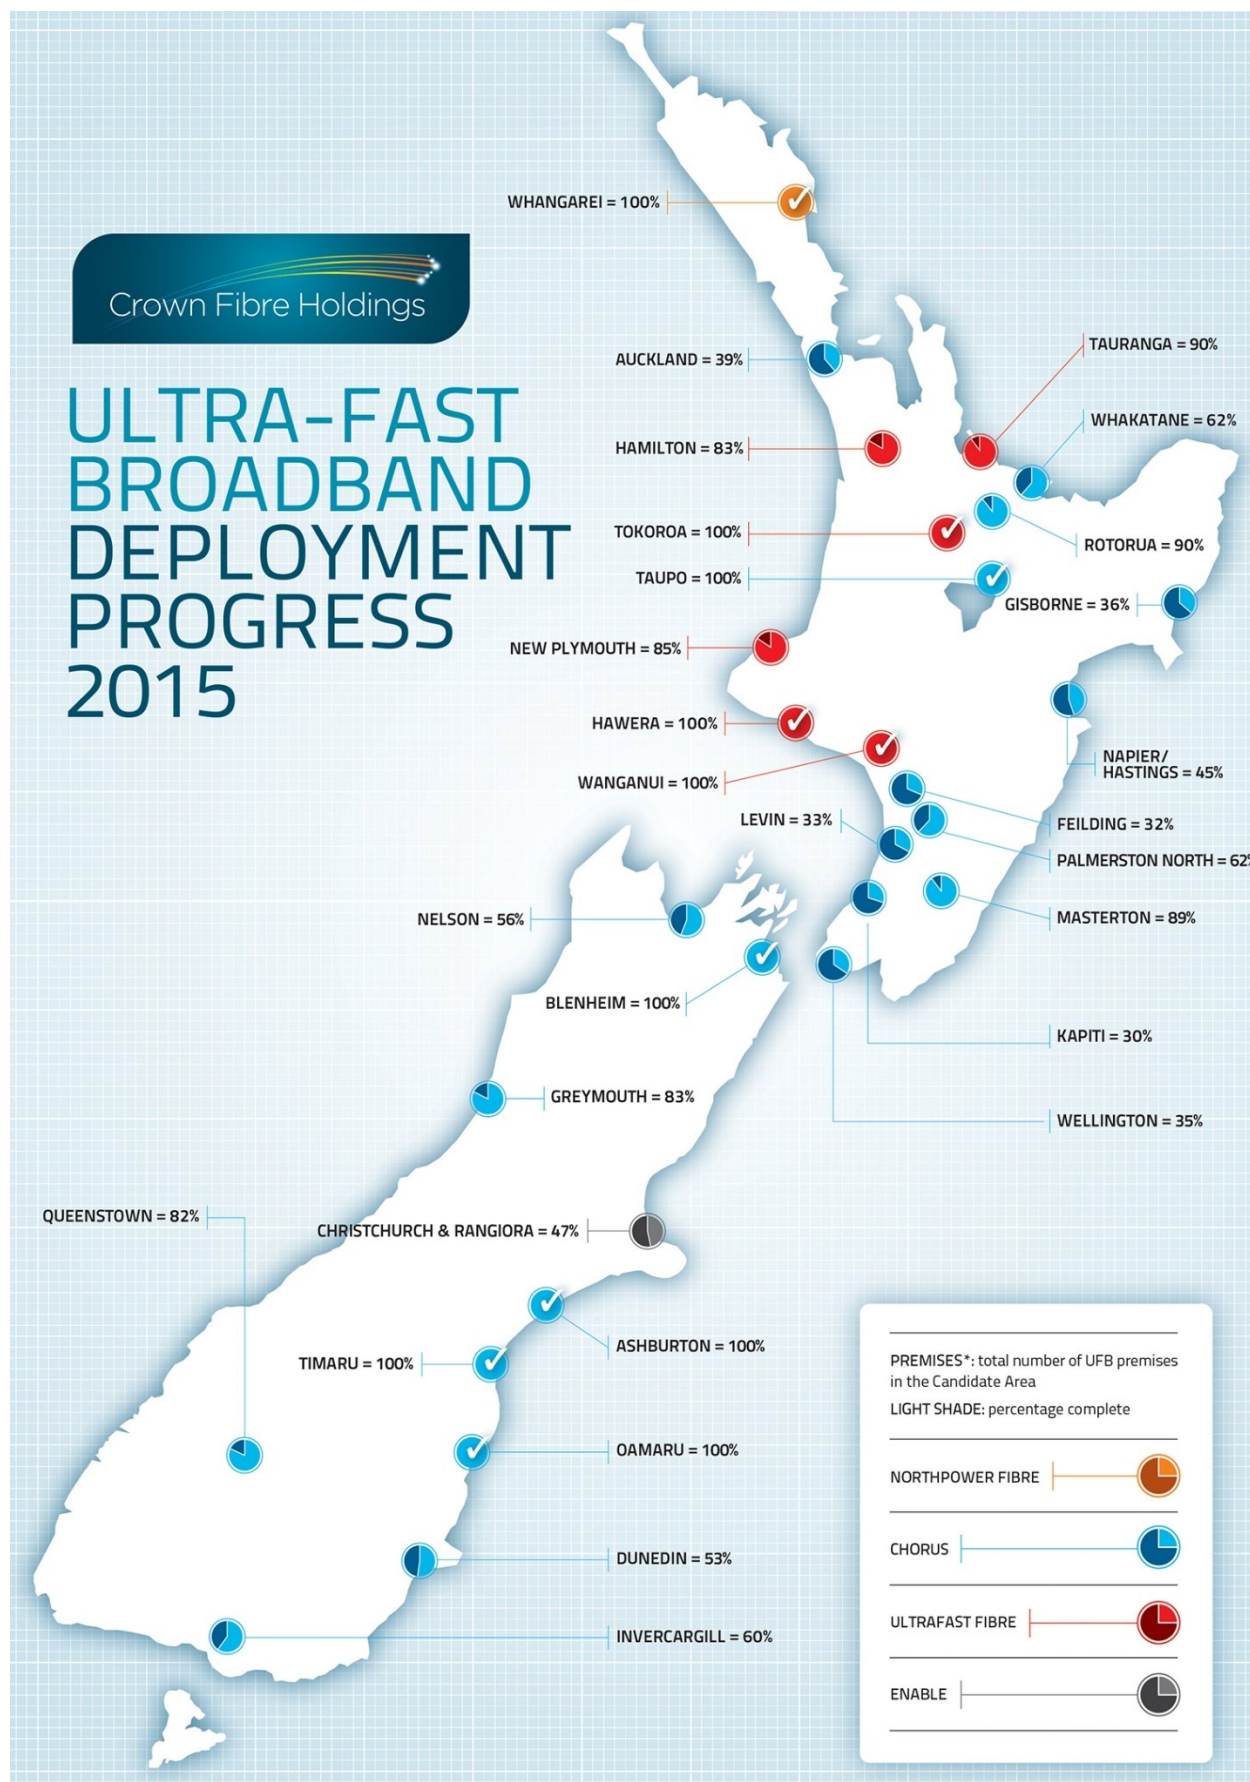 Crown Fibre Holdings
ULTRA-FAST
BROADBAND
DEPLOYMENT
PROGRESS
2015
WHANGAREI = 100%
AUCKLAND = 39%
TAURANGA = 90%
WHAKATANE = 62%
HAMILTON = 83%
TOKOROA = 100%
ROTORUA = 90%
TAUPO = 100%
GISBORNE = 36%
NEW PLYMOUTH = 85%
HAWERA = 100%
NAPIER/
HASTINGS = 45%
WANGANUI = 100%
LEVIN = 33%
FEILDING = 32%
PALMERSTON NORTH = 62%
NELSON = 56%
MASTERTON = 89%
BLENHEIM = 100%
KAPITI = 30%
GREYMOUTH = 83%
WELLINGTON = 35%
QUEENSTOWN = 82%
CHRISTCHURCH & RANGIORA = 47%
ASHBURTON = 100%
TIMARU = 100%
OAMARU = 100%
DUNEDIN = 53%
INVERCARGILL = 60%
PREMISES*: total number of UFB premises
in the Candidate Area
LIGHT SHADE: percentage complete
NORTHPOWER FIBRE
CHORUS
ULTRAFAST FIBRE
ENABLE